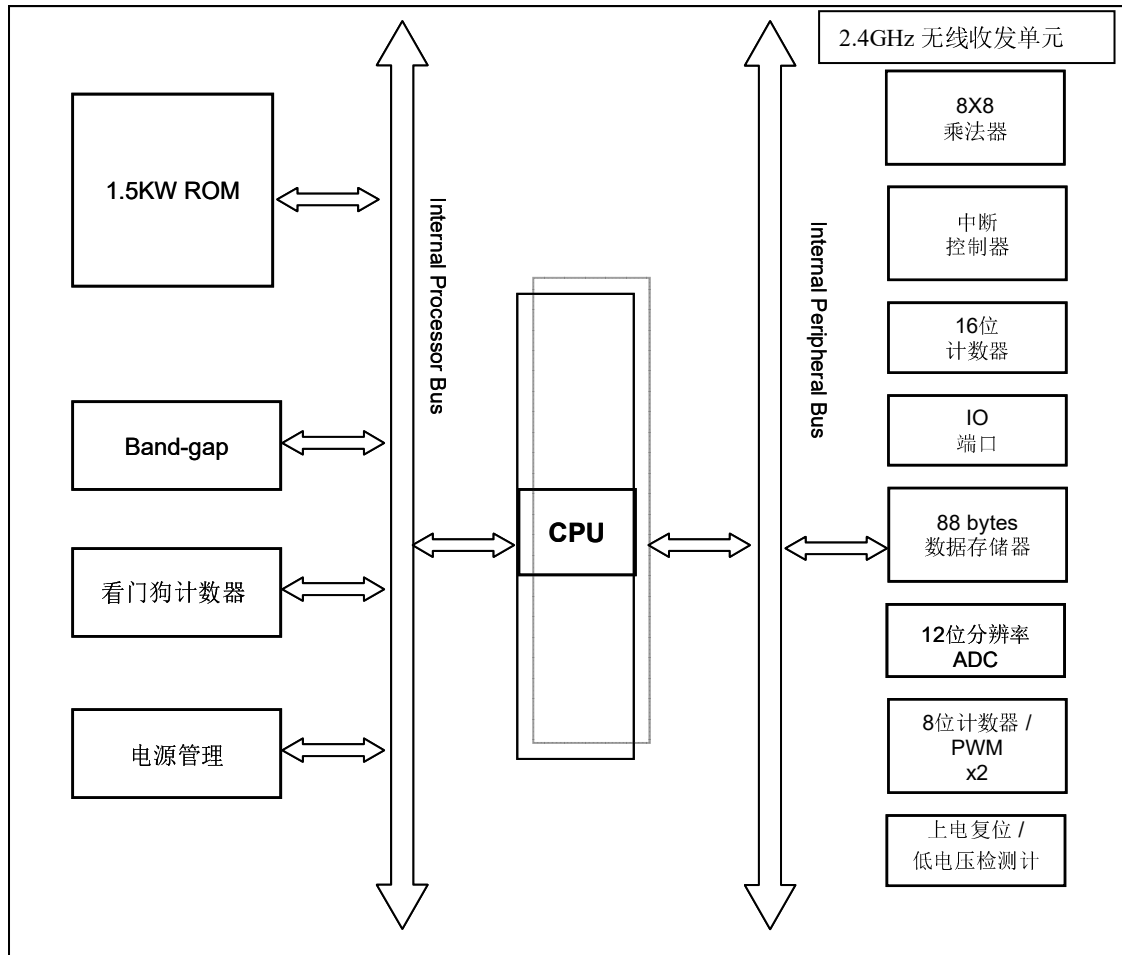 2.4GHz 无线收发单元
1.5KW ROM
Band-gap
看门狗计数器
电源管理
Internal Processor Bus
CPU
Internal Peripheral Bus
8X8
乘法器
中断
控制器
16位
计数器
IO
端口
88 bytes
数据存储器
12位分辨率
ADC
8位计数器 /
PWM
x2
上电复位 /
低电压检测计